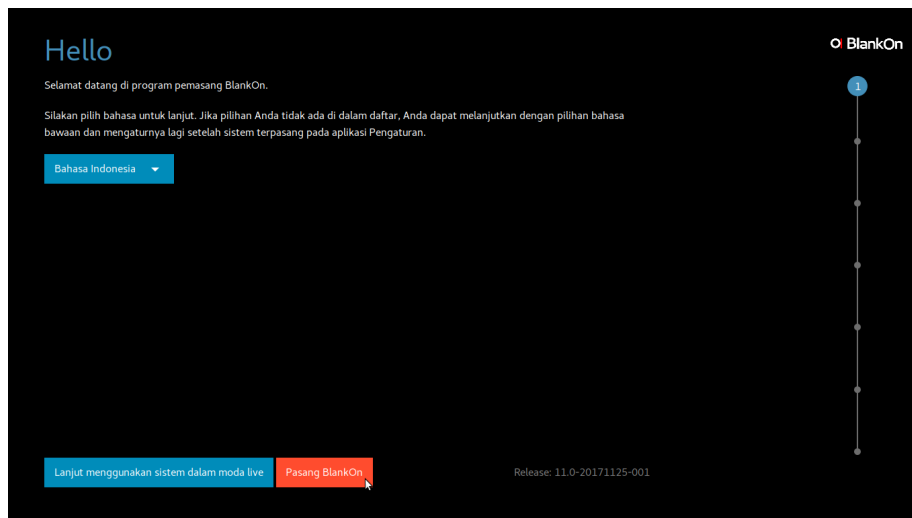 Hello
BlankOn
Selamat datang di program pemasang BlankOn.
1
Silakan pilih bahasa untuk lanjut. Jika pilihan Anda tidak ada di dalam daftar, Anda dapat melanjutkan dengan pilihan bahasa
bawaan dan mengaturnya lagi setelah sistem terpasang pada aplikasi Pengaturan.
Bahasa Indonesia
Lanjut menggunakan sistem dalam moda live
Pasang BlankOn
Release: 11.0-20171125-001